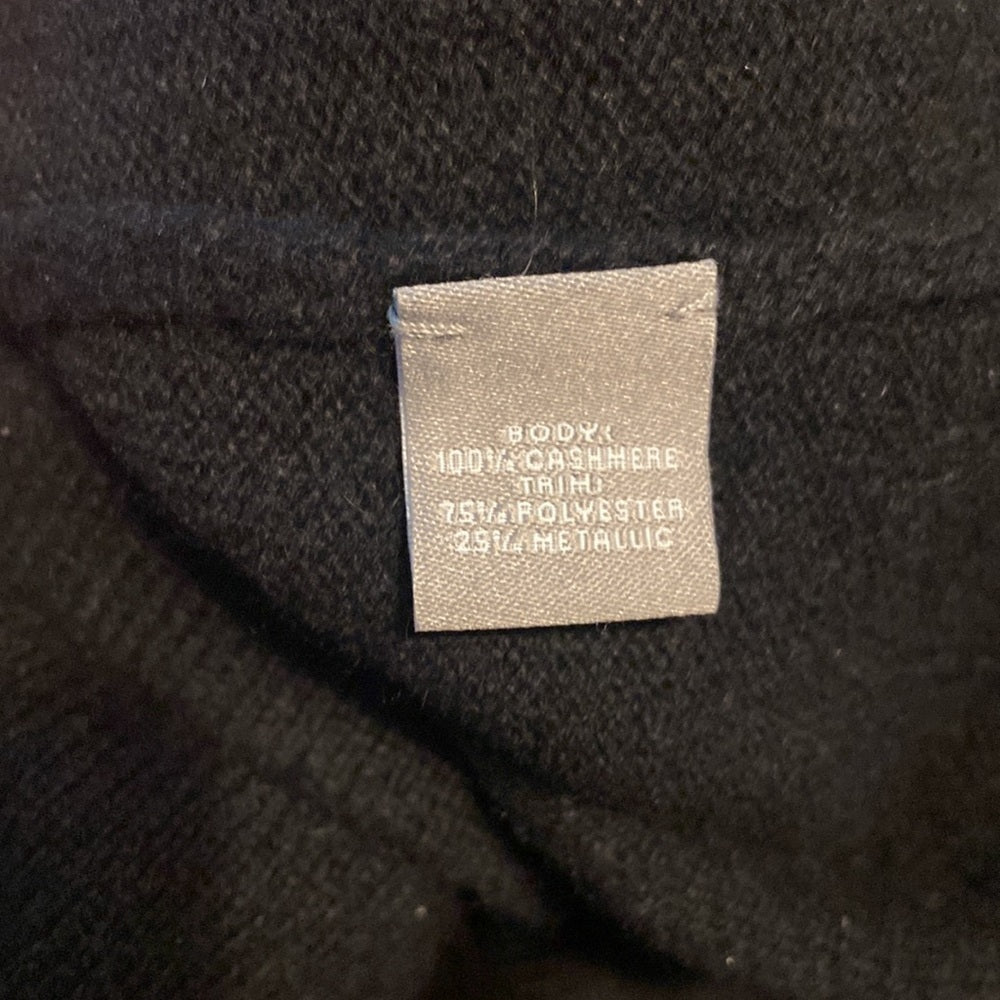 BODY:
100% CASHMERE
TRIM:
75% POLYESTER
25% METALLIC